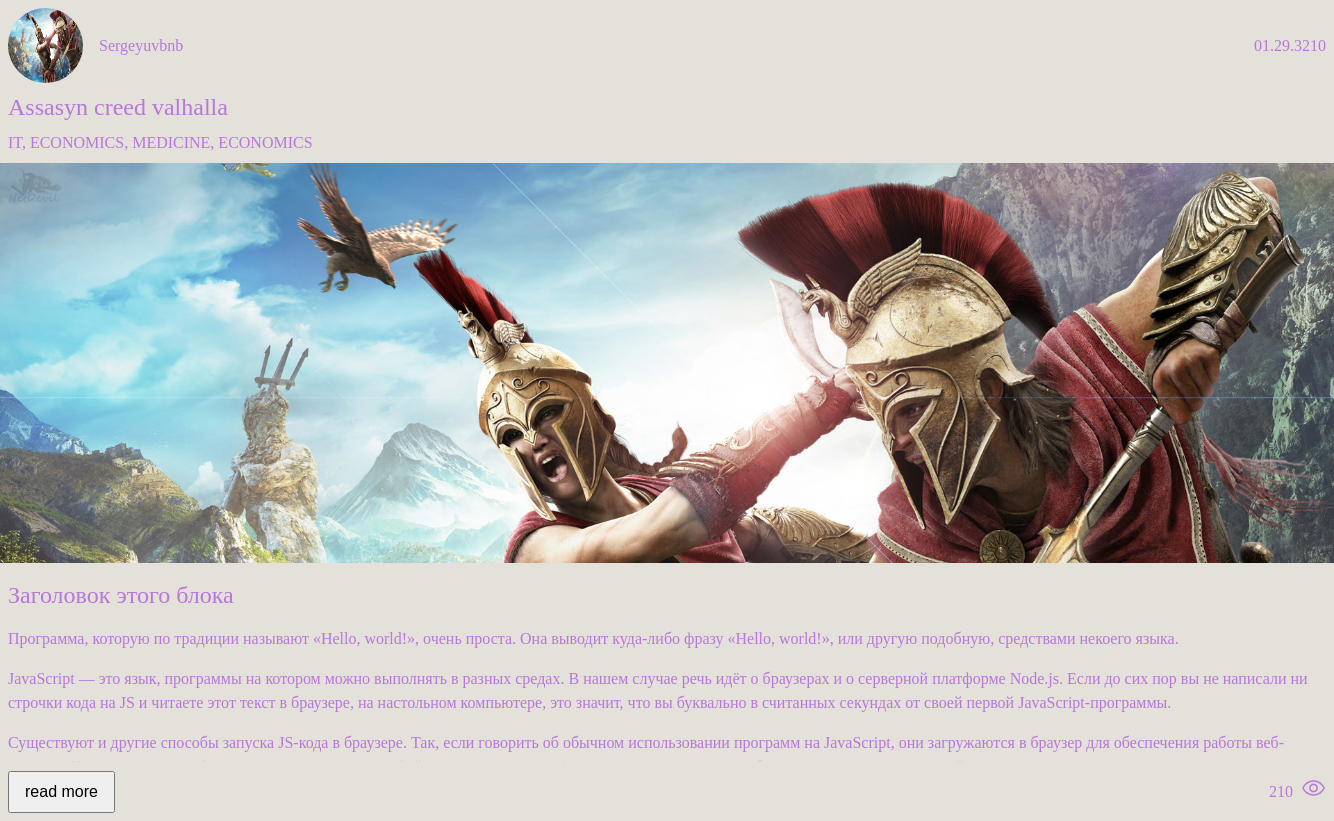 Sergeyuvbnb
01.29.3210
Assasyn creed valhalla
IT, ECONOMICS, MEDICINE, ECONOMICS
Заголовок этого блока
Программа, которую по традиции называют «Hello, world!», очень проста. Она выводит куда-либо фразу «Hello, world!», или другую подобную, средствами некоего языка.
JavaScript — это язык, программы на котором можно выполнять в разных средах. В нашем случае речь идёт о браузерах и о серверной платформе Node.js. Если до сих пор вы не написали ни
строчки кода на JS и читаете этот текст в браузере, на настольном компьютере, это значит, что вы буквально в считанных секундах от своей первой JavaScript-программы.
Существуют и другие способы запуска JS-кода в браузере. Так, если говорить об обычном использовании программ на JavaScript, они загружаются в браузер для обеспечения работы веб-
read more
210